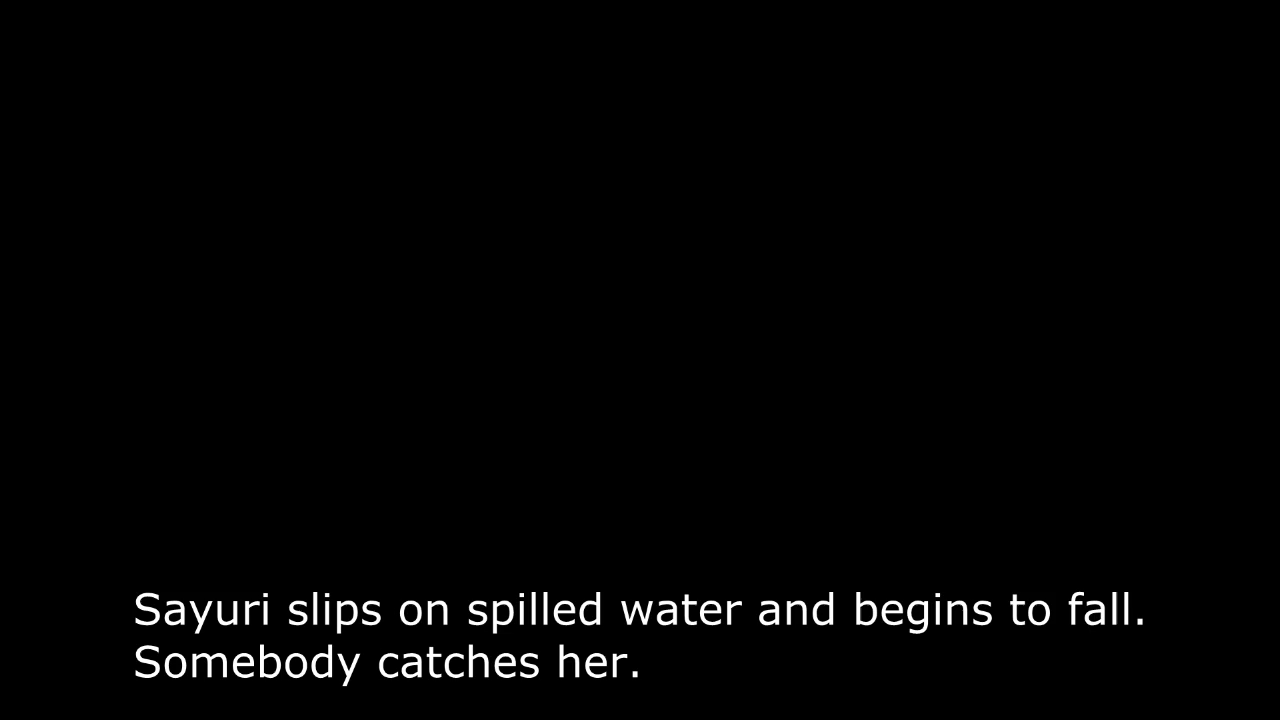 Sayuri slips on spilled water and begins to fall.
Somebody catches her.